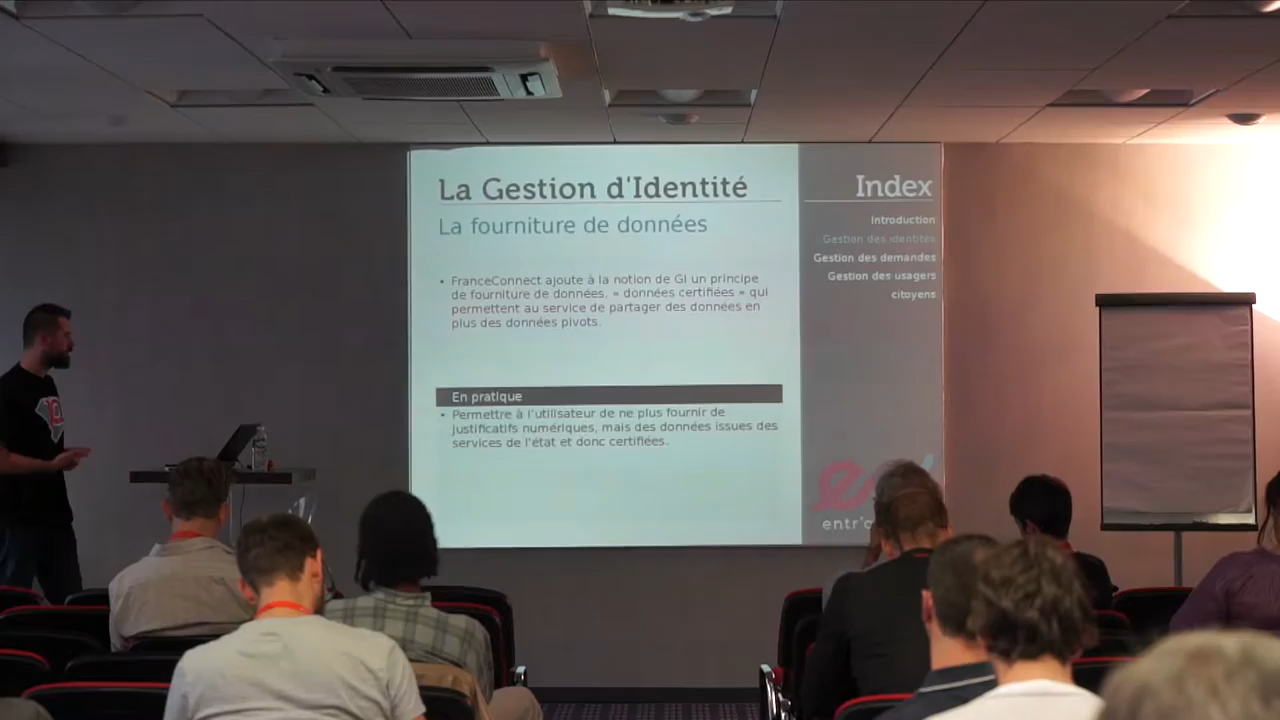 La Gestion d'Identité
La fourniture de données
• FranceConnect ajoute à la notion de GI un principe
de fourniture de données. « données certifiées » qui
permettent au service de partager des données en
plus des données pivots.
En pratique
• Permettre à l'utilisateur de ne plus fournir de
justificatifs numériques, mais des données issues des
services de l'état et donc certifiées.
Index
Introduction
Gestion des identités
Gestion des demandes
Gestion des usagers
citoyens